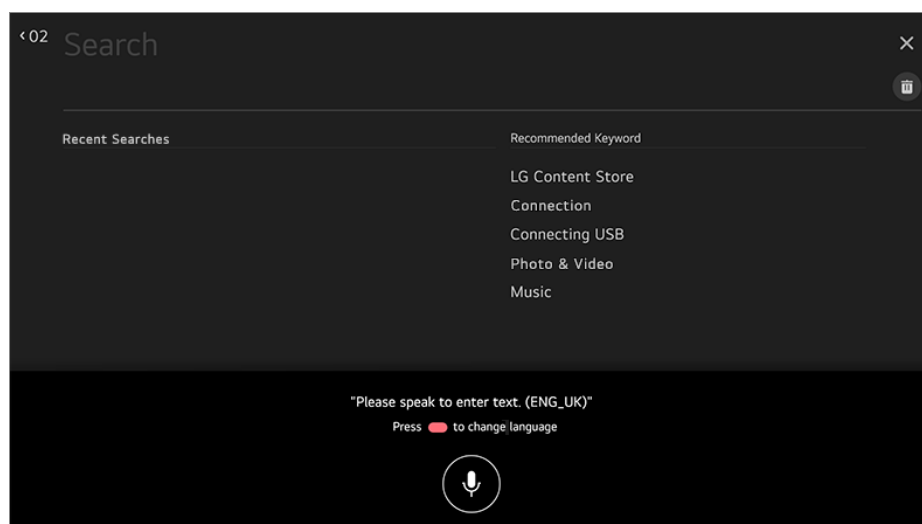 ‹ 02
Search
Recent Searches
Recommended Keyword
LG Content Store
Connection
Connecting USB
Photo & Video
Music
"Please speak to enter text. (ENG_UK)"
Press to change language